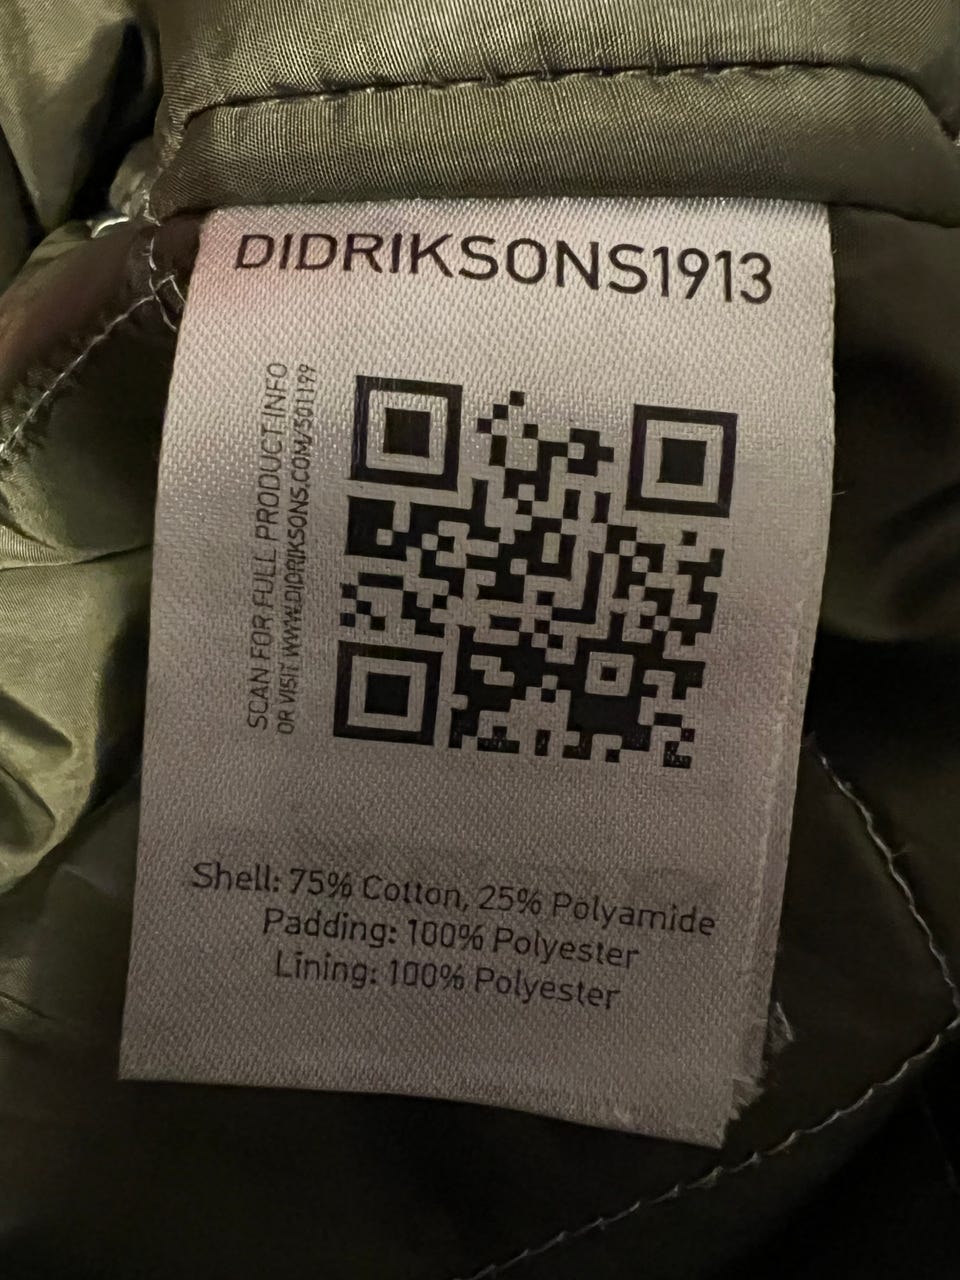 DIDRIKSONS1913
SCAN FOR FULL PRODUCT INFO
OR VISIT WWW.DIDRIKSONS.COM/501199
Shell: 75% Cotton, 25% Polyamide
Padding: 100% Polyester
Lining: 100% Polyester